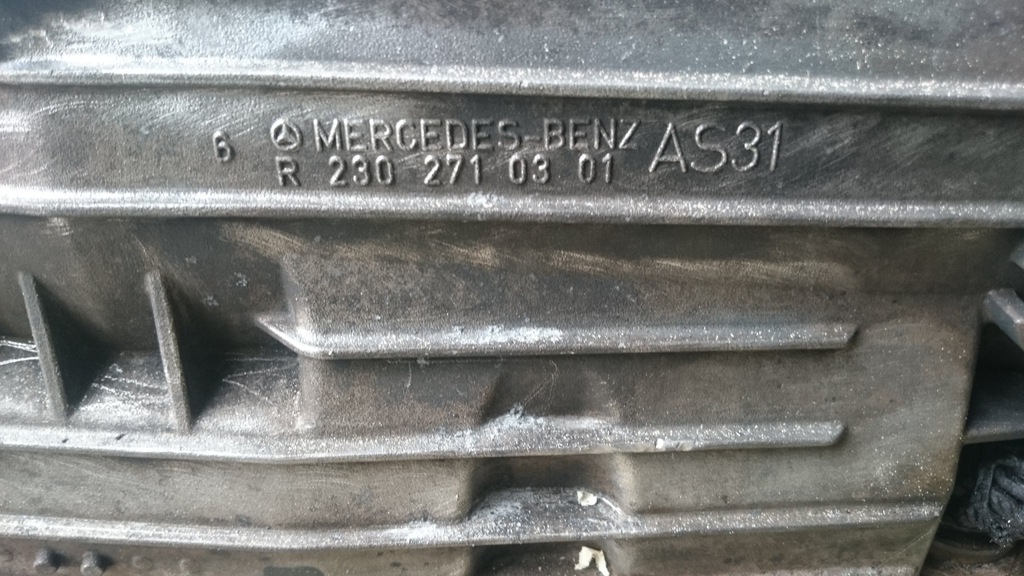 6 MERCEDES-BENZ AS31
R 230 271 03 01